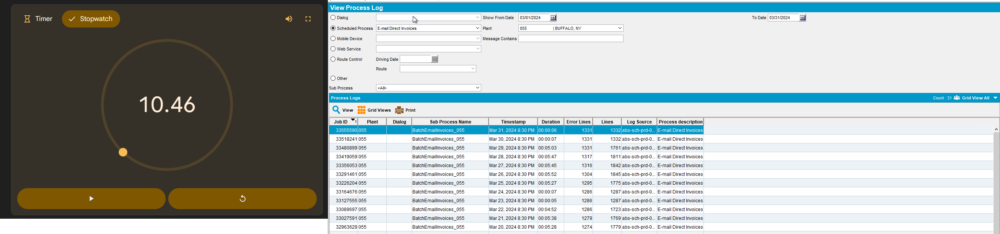 Timer
Stopwatch
10.46
View Process Log
Dialog
Show From Date 03/01/2024 16
To Date 03/31/2024 16
Scheduled Process E-mail Direct Invoices
Plant 055 | BUFFALO, NY
Mobile Device
Message Contains
Web Service
Route Control
Driving Date 16
Route
Other
Sub Process <All>
Process Logs
Count : 31 Grid View All
View Grid Views Print
Job ID 1 Plant Dialog Sub Process Name Timestamp Duration Error Lines Lines Log Source Process description
33555590 055 BatchEmailInvoices_055 Mar 31, 2024 8:30 PM 00:00:06 1331 1332 abs-sch-prd-0... E-mail Direct Invoices
33518241 055 BatchEmailInvoices_055 Mar 30, 2024 8:30 PM 00:00:07 1331 1332 abs-sch-prd-0... E-mail Direct Invoices
33480899 055 BatchEmailInvoices_055 Mar 29, 2024 8:30 PM 00:05:03 1331 1761 abs-sch-prd-0... E-mail Direct Invoices
33419059 055 BatchEmailInvoices_055 Mar 28, 2024 8:30 PM 00:05:47 1317 1811 abs-sch-prd-0... E-mail Direct Invoices
33356053 055 BatchEmailInvoices_055 Mar 27, 2024 8:30 PM 00:05:45 1316 1842 abs-sch-prd-0... E-mail Direct Invoices
33291461 055 BatchEmailInvoices_055 Mar 26, 2024 8:30 PM 00:05:52 1304 1845 abs-sch-prd-0... E-mail Direct Invoices
33226204 055 BatchEmailInvoices_055 Mar 25, 2024 8:30 PM 00:05:27 1295 1775 abs-sch-prd-0... E-mail Direct Invoices
33164676 055 BatchEmailInvoices_055 Mar 24, 2024 8:30 PM 00:00:07 1286 1287 abs-sch-prd-0... E-mail Direct Invoices
33127555 055 BatchEmailInvoices_055 Mar 23, 2024 8:30 PM 00:00:05 1286 1287 abs-sch-prd-0... E-mail Direct Invoices
33089697 055 BatchEmailInvoices_055 Mar 22, 2024 8:30 PM 00:04:52 1286 1723 abs-sch-prd-0... E-mail Direct Invoices
33027591 055 BatchEmailInvoices_055 Mar 21, 2024 8:30 PM 00:05:38 1279 1769 abs-sch-prd-0... E-mail Direct Invoices
32963629 055 BatchEmailInvoices_055 Mar 20, 2024 8:30 PM 00:05:28 1274 1779 abs-sch-prd-0... E-mail Direct Invoices